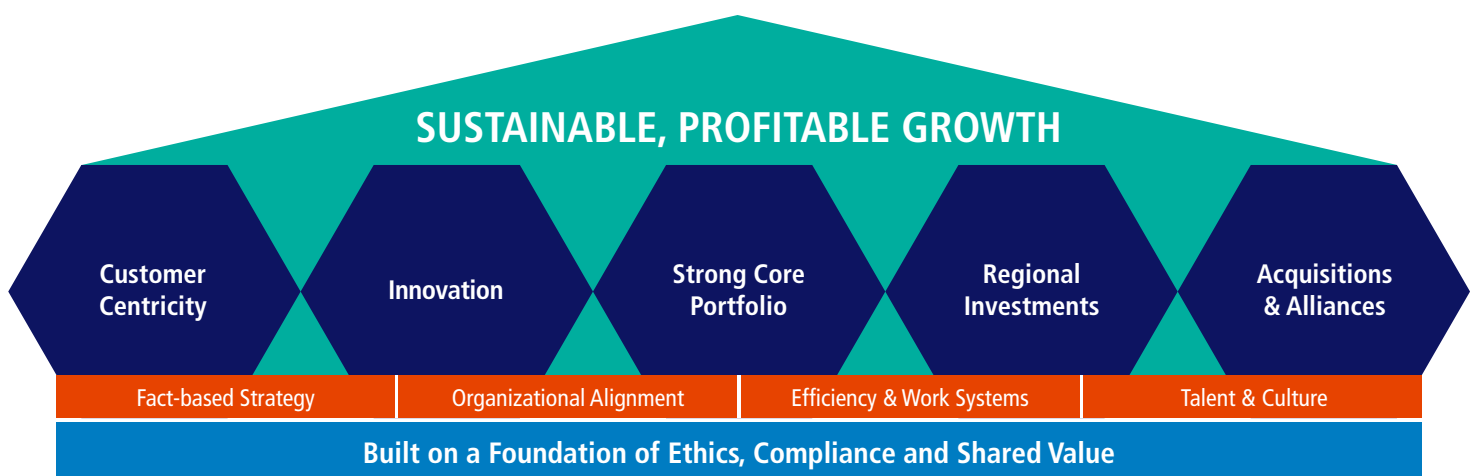 SUSTAINABLE, PROFITABLE GROWTH
Customer
Centricity
Innovation
Strong Core
Portfolio
Regional
Investments
Acquisitions
& Alliances
Fact-based Strategy
Organizational Alignment
Efficiency & Work Systems
Talent & Culture
Built on a Foundation of Ethics, Compliance and Shared Value